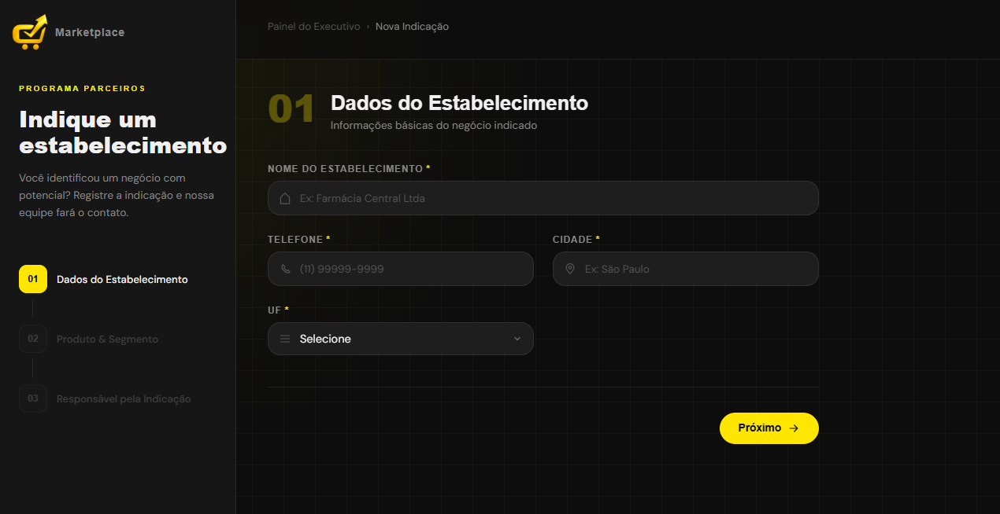 Marketplace
PROGRAMA PARCEIROS
Indique um
estabelecimento
Você identificou um negócio com
potencial? Registre a indicação e nossa
equipe fará o contato.
01 Dados do Estabelecimento
02 Produto & Segmento
03 Responsável pela Indicação
Painel do Executivo › Nova Indicação
01 Dados do Estabelecimento
Informações básicas do negócio indicado
NOME DO ESTABELECIMENTO *
Ex: Farmácia Central Ltda
TELEFONE * CIDADE *
(11) 99999-9999 Ex: São Paulo
UF *
Selecione
Próximo →